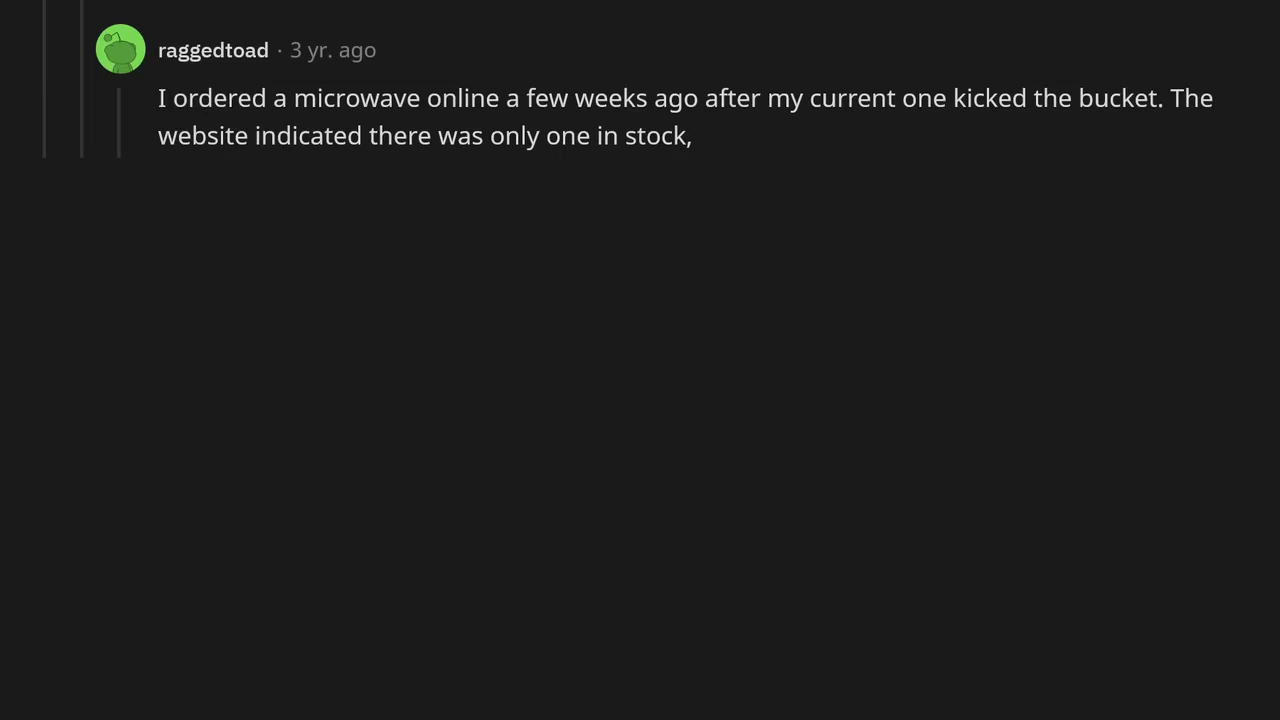 raggedtoad · 3 yr. ago
I ordered a microwave online a few weeks ago after my current one kicked the bucket. The
website indicated there was only one in stock,